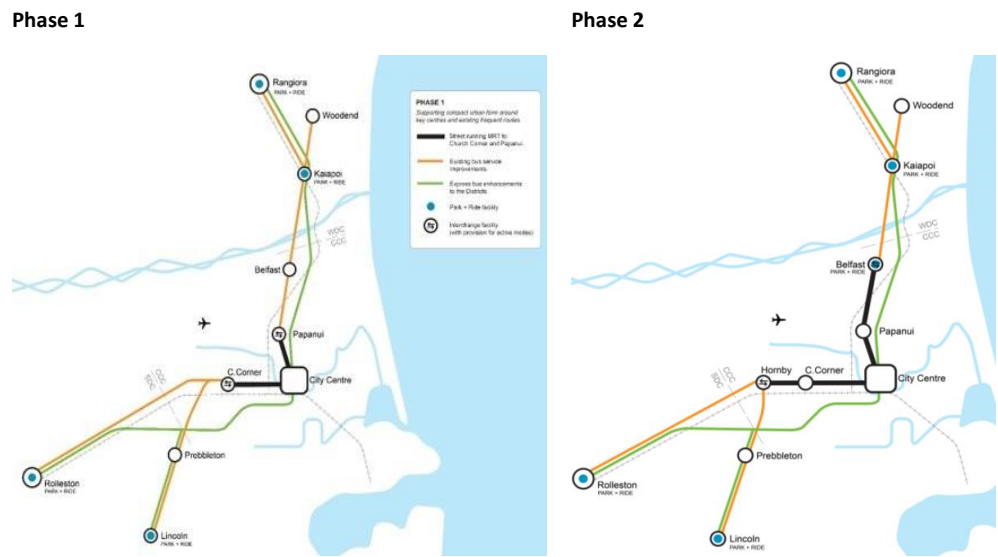 Phase 1
Phase 2
Rangiora
PARK + RIDE
Woodend
Kaiapoi
PARK + RIDE
WDC
CCC
Belfast
Papanui
C.Corner
City Centre
CCC
SDC
Prebbleton
Rolleston
PARK + RIDE
Lincoln
PARK + RIDE
PHASE 1
Supporting compact urban form around
key centres and existing frequent routes.
Street running MRT to
Church Corner and Papanui
Existing bus service
improvements
Express bus enhancements
to the Districts
Park + Ride facility
Interchange facility
(with provision for active modes)
Rangiora
PARK + RIDE
Woodend
Kaiapoi
PARK + RIDE
WDC
CCC
Belfast
PARK + RIDE
Papanui
Hornby
C.Corner
City Centre
CCC
SDC
Prebbleton
Rolleston
PARK + RIDE
Lincoln
PARK + RIDE